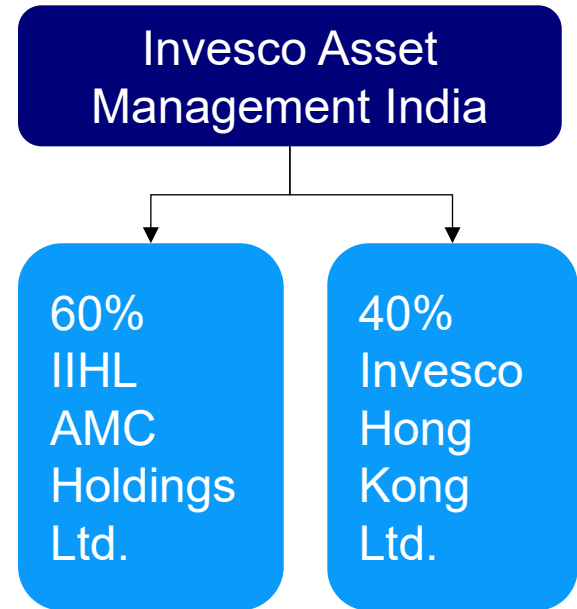 Invesco Asset
Management India
60%
IIHL
AMC
Holdings
Ltd.
40%
Invesco
Hong
Kong
Ltd.